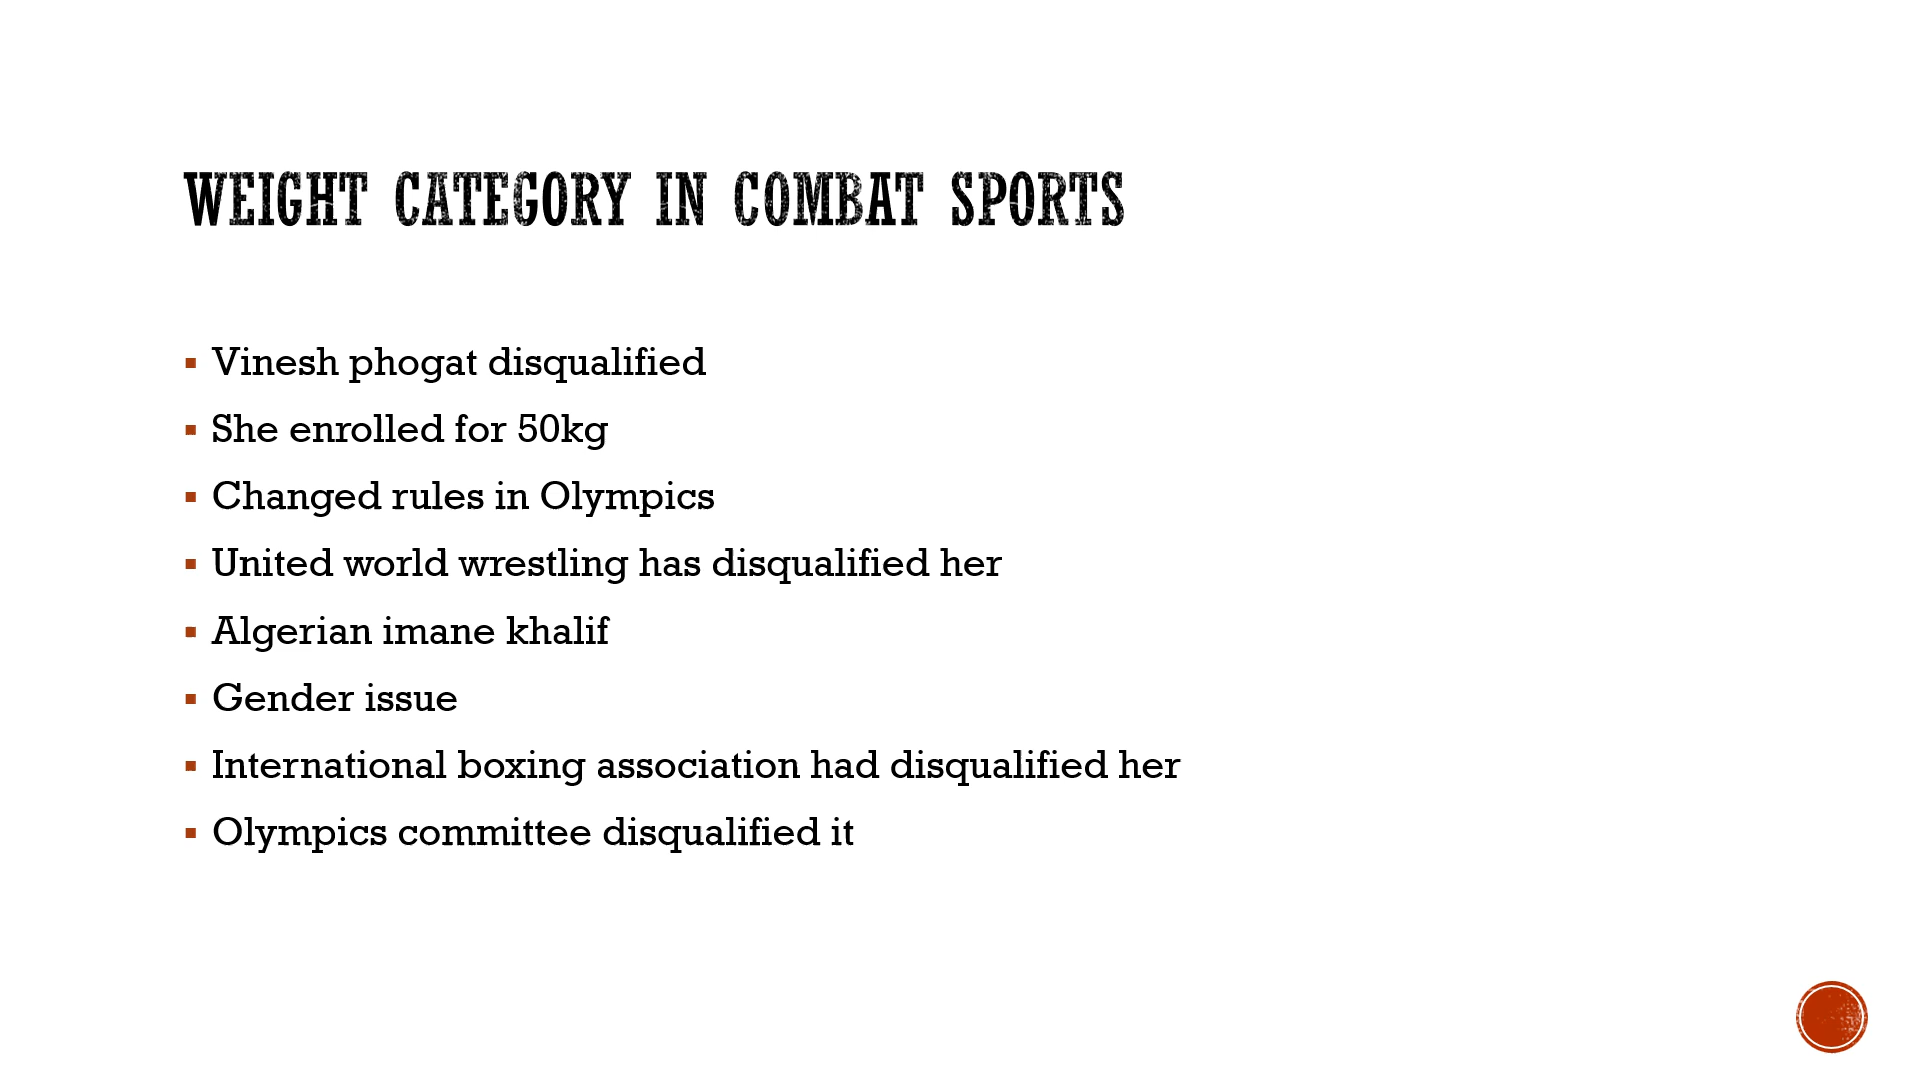 WEIGHT CATEGORY IN COMBAT SPORTS
▪ Vinesh phogat disqualified
▪ She enrolled for 50kg
▪ Changed rules in Olympics
▪ United world wrestling has disqualified her
▪ Algerian imane khalif
▪ Gender issue
▪ International boxing association had disqualified her
▪ Olympics committee disqualified it